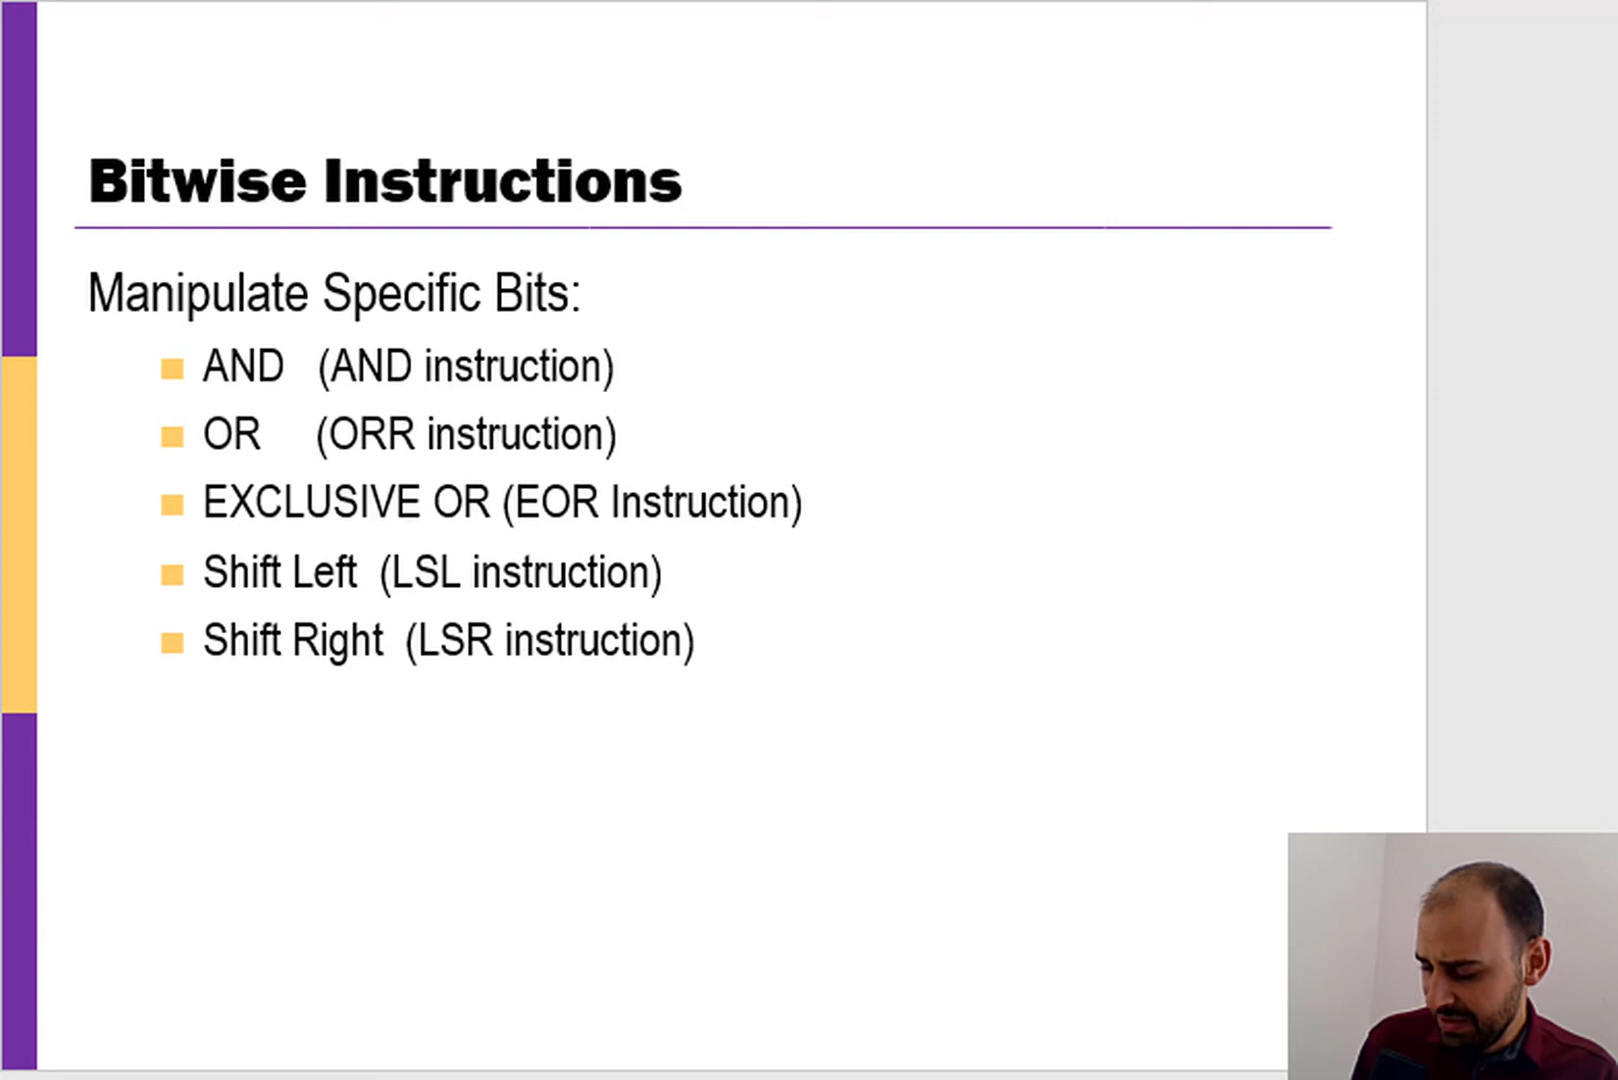 Bitwise Instructions
Manipulate Specific Bits:
AND (AND instruction)
OR (ORR instruction)
EXCLUSIVE OR (EOR Instruction)
Shift Left (LSL instruction)
Shift Right (LSR instruction)